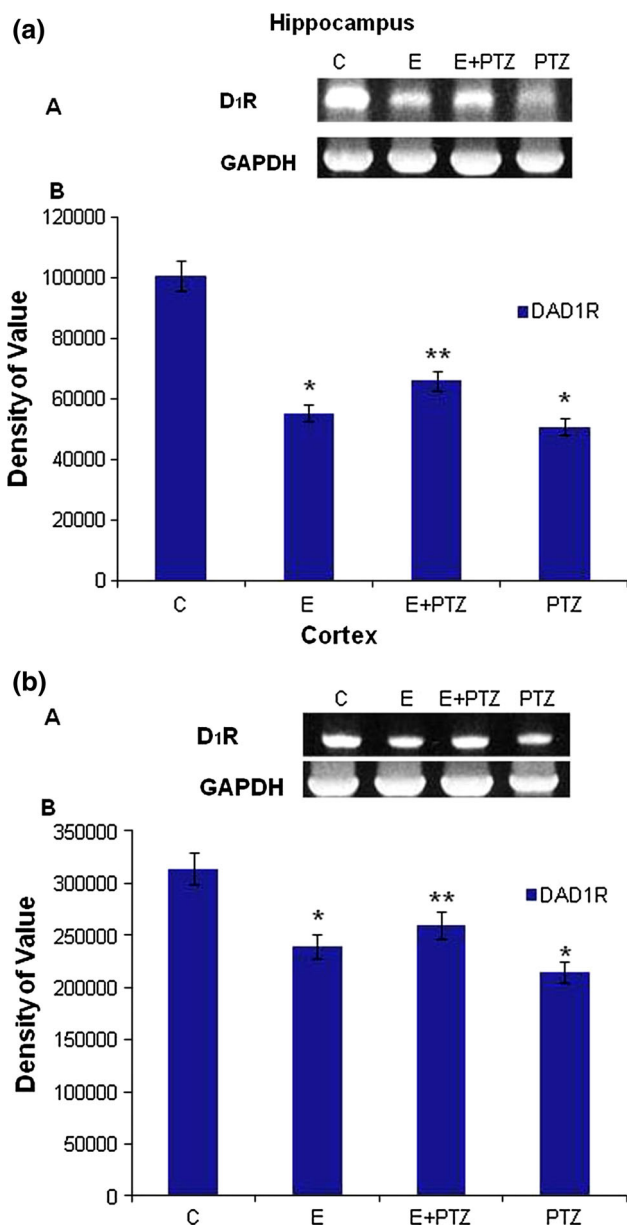 (a)
Hippocampus
C E E+PTZ PTZ
A
D1R
GAPDH
B
120000
100000
80000
60000
40000
20000
0
Density of Value
DAD1R
*
**
*
C E E+PTZ PTZ
Cortex
(b)
C E E+PTZ PTZ
A
D1R
GAPDH
B
350000
300000
250000
200000
150000
100000
50000
0
Density of Value
DAD1R
*
**
*
C E E+PTZ PTZ